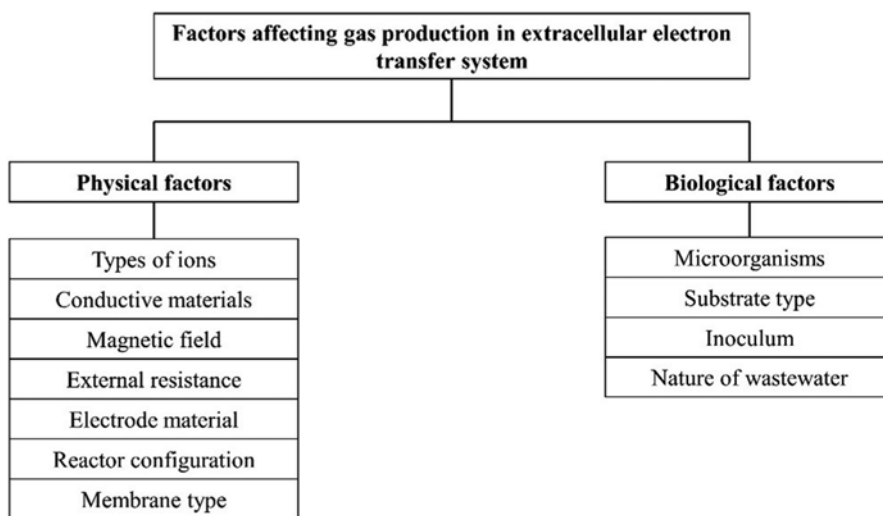 Factors affecting gas production in extracellular electron
transfer system
Physical factors
Types of ions
Conductive materials
Magnetic field
External resistance
Electrode material
Reactor configuration
Membrane type
Biological factors
Microorganisms
Substrate type
Inoculum
Nature of wastewater